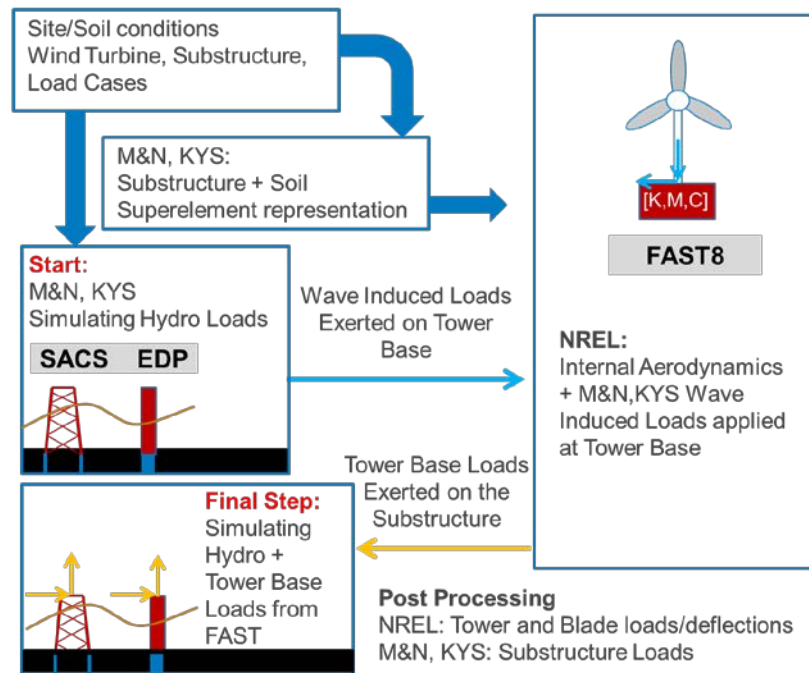 Site/Soil conditions
Wind Turbine, Substructure,
Load Cases
M&N, KYS:
Substructure + Soil
Superelement representation
[K,M,C]
FAST8
Start:
M&N, KYS
Simulating Hydro Loads
SACS EDP
Wave Induced Loads
Exerted on Tower
Base
NREL:
Internal Aerodynamics
+ M&N,KYS Wave
Induced Loads applied
at Tower Base
Tower Base Loads
Exerted on the
Substructure
Final Step:
Simulating
Hydro +
Tower Base
Loads from
FAST
Post Processing
NREL: Tower and Blade loads/deflections
M&N, KYS: Substructure Loads